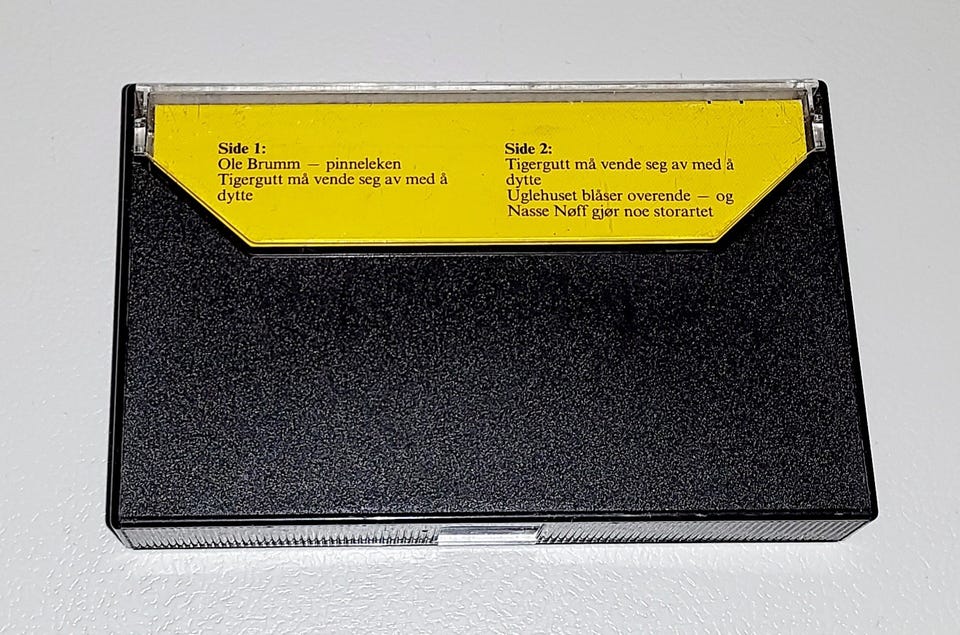 Side 1:
Ole Brumm — pinneleken
Tigergutt må vende seg av med å
dytte
Side 2:
Tigergutt må vende seg av med å
dytte
Uglehuset blåser overende — og
Nasse Nøff gjør noe storartet